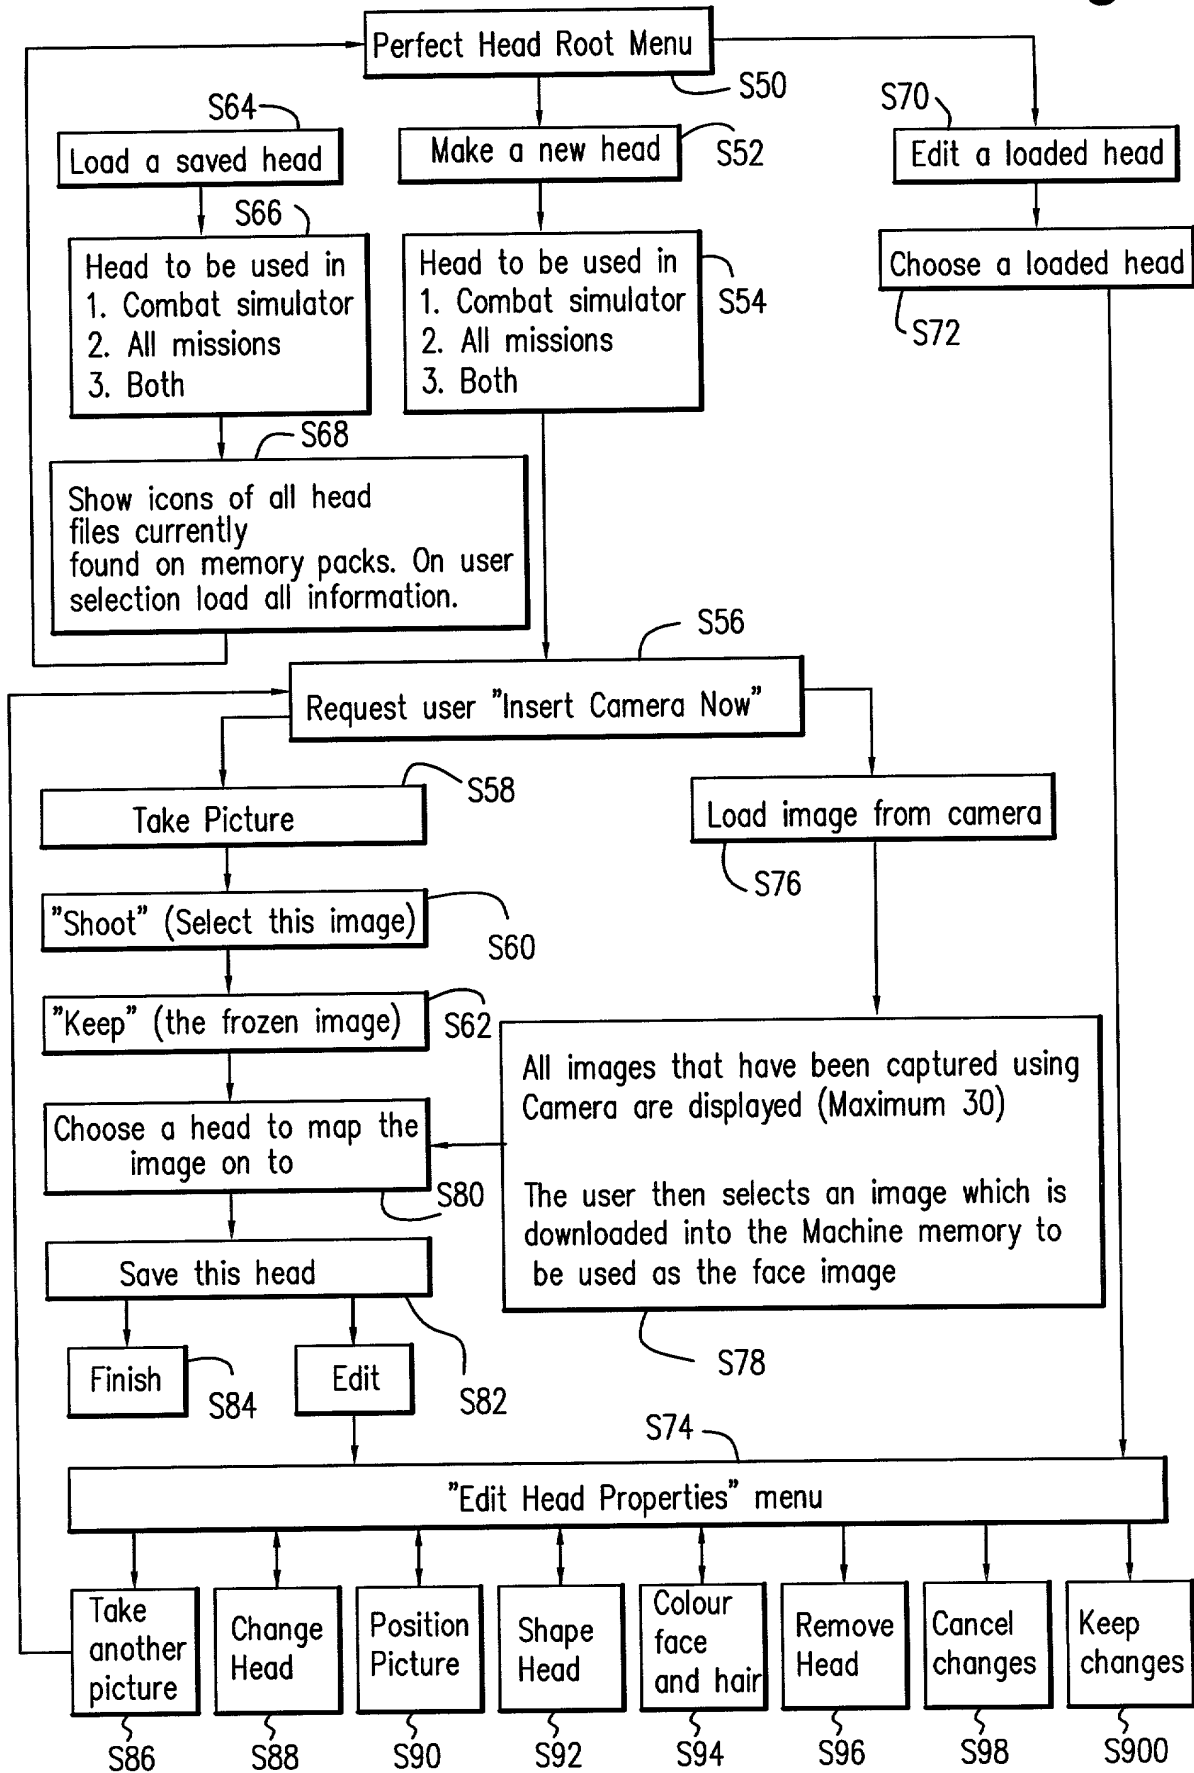 g
Perfect Head Root Menu
S50
S64
S70
Load a saved head
Make a new head
S52
Edit a loaded head
S66
Head to be used in
1. Combat simulator
2. All missions
3. Both
Head to be used in
1. Combat simulator
2. All missions
3. Both
S54
Choose a loaded head
S72
S68
Show icons of all head
files currently
found on memory packs. On user
selection load all information.
S56
Request user "Insert Camera Now"
S58
Take Picture
Load image from camera
S76
"Shoot" (Select this image)
S60
"Keep" (the frozen image)
S62
All images that have been captured using
Camera are displayed (Maximum 30)
The user then selects an image which is
downloaded into the Machine memory to
be used as the face image
S78
Choose a head to map the
image on to
S80
Save this head
S82
Finish
S84
Edit
S74
"Edit Head Properties" menu
Take
another
picture
Change
Head
Position
Picture
Shape
Head
Colour
face
and hair
Remove
Head
Cancel
changes
Keep
changes
S86
S88
S90
S92
S94
S96
S98
S900